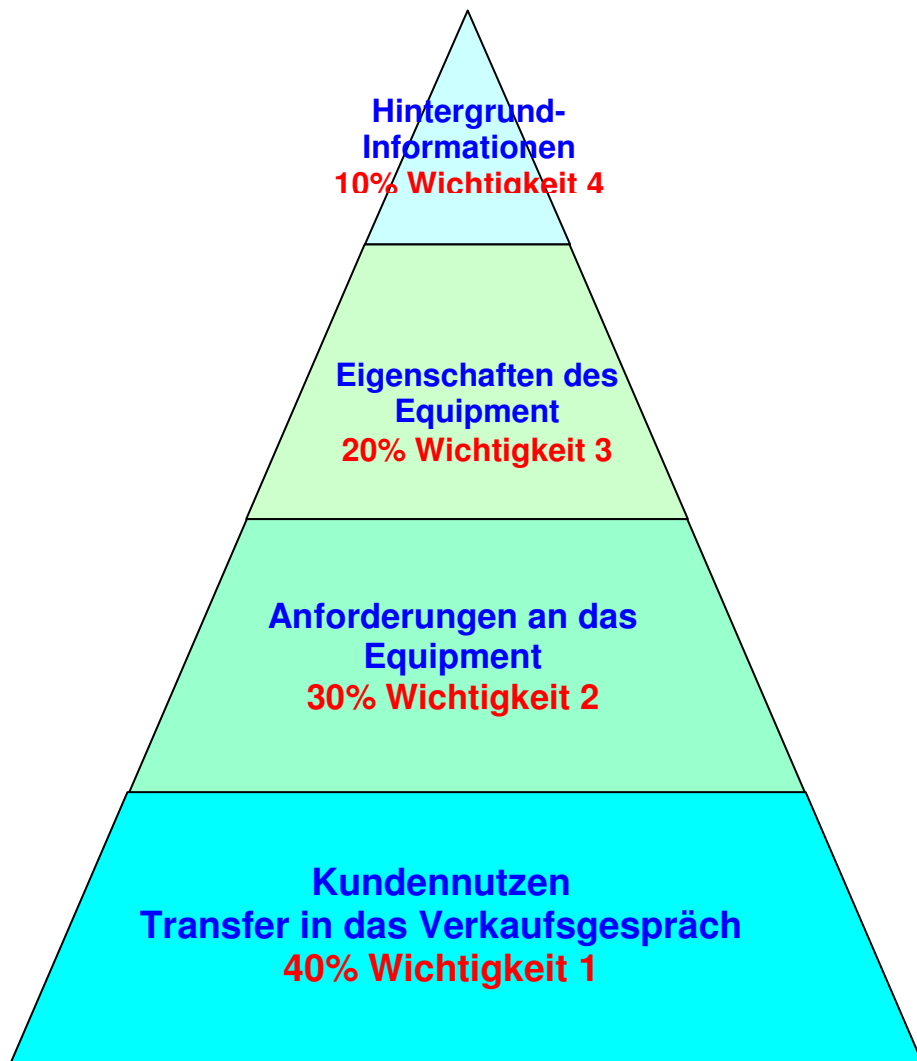 Hintergrund-
Informationen
10% Wichtigkeit 4
Eigenschaften des
Equipment
20% Wichtigkeit 3
Anforderungen an das
Equipment
30% Wichtigkeit 2
Kundennutzen
Transfer in das Verkaufsgespräch
40% Wichtigkeit 1